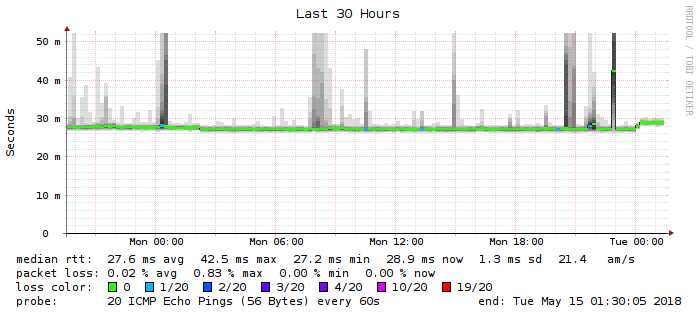 Last 30 Hours
RRDTOOL / TOBI OETIKER
Seconds
50 m
40 m
30 m
20 m
10 m
0
Mon 00:00 Mon 06:00 Mon 12:00 Mon 18:00 Tue 00:00
median rtt: 27.6 ms avg 42.5 ms max 27.2 ms min 28.9 ms now 1.3 ms sd 21.4 am/s
packet loss: 0.02 % avg 0.83 % max 0.00 % min 0.00 % now
loss color: 0 1/20 2/20 3/20 4/20 10/20 19/20
probe: 20 ICMP Echo Pings (56 Bytes) every 60s end: Tue May 15 01:30:05 2018